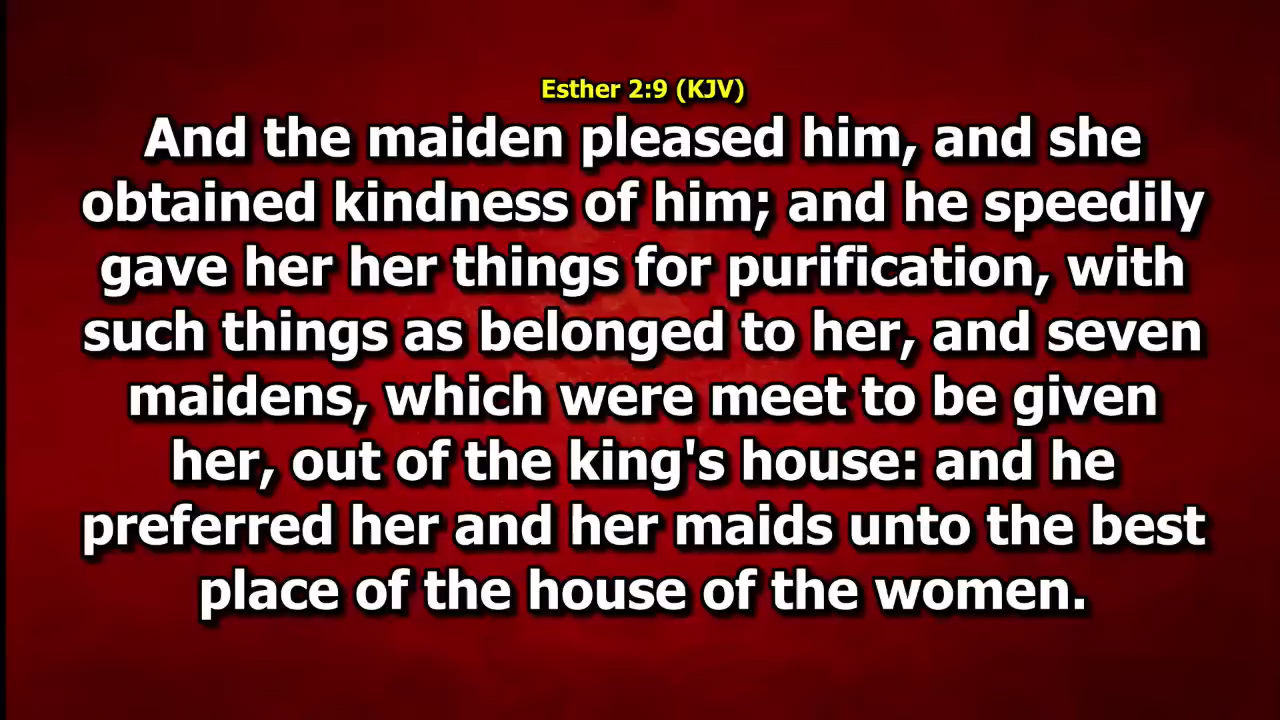 Esther 2:9 (KJV)
And the maiden pleased him, and she
obtained kindness of him; and he speedily
gave her her things for purification, with
such things as belonged to her, and seven
maidens, which were meet to be given
her, out of the king's house: and he
preferred her and her maids unto the best
place of the house of the women.